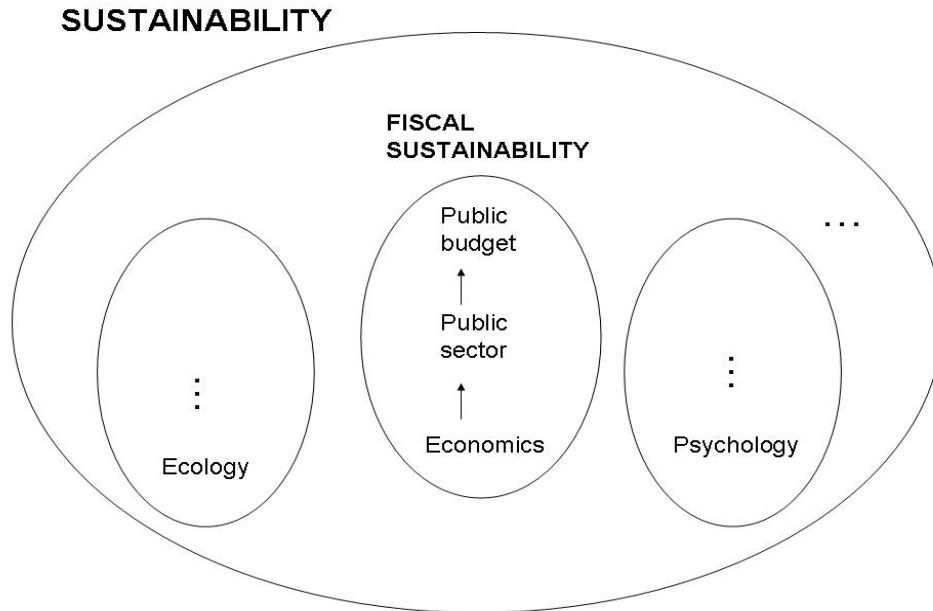 SUSTAINABILITY
FISCAL
SUSTAINABILITY
Public
budget
Public
sector
Economics
Ecology
Psychology
...
⋮
⋮